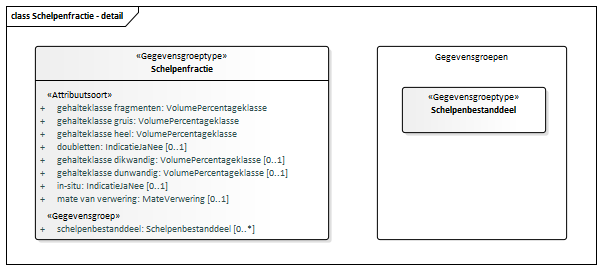 class Schelpenfractie - detail
«Gegevensgroeptype»
Schelpenfractie
«Attribuutsoort»
+ gehalteklasse fragmenten: VolumePercentageklasse
+ gehalteklasse gruis: VolumePercentageklasse
+ gehalteklasse heel: VolumePercentageklasse
+ doubletten: IndicatieJaNee [0..1]
+ gehalteklasse dikwandig: VolumePercentageklasse [0..1]
+ gehalteklasse dunwandig: VolumePercentageklasse [0..1]
+ in-situ: IndicatieJaNee [0..1]
+ mate van verwering: MateVerwering [0..1]
«Gegevensgroep»
+ schelpenbestanddeel: Schelpenbestanddeel [0..*]
Gegevensgroepen
«Gegevensgroeptype»
Schelpenbestanddeel